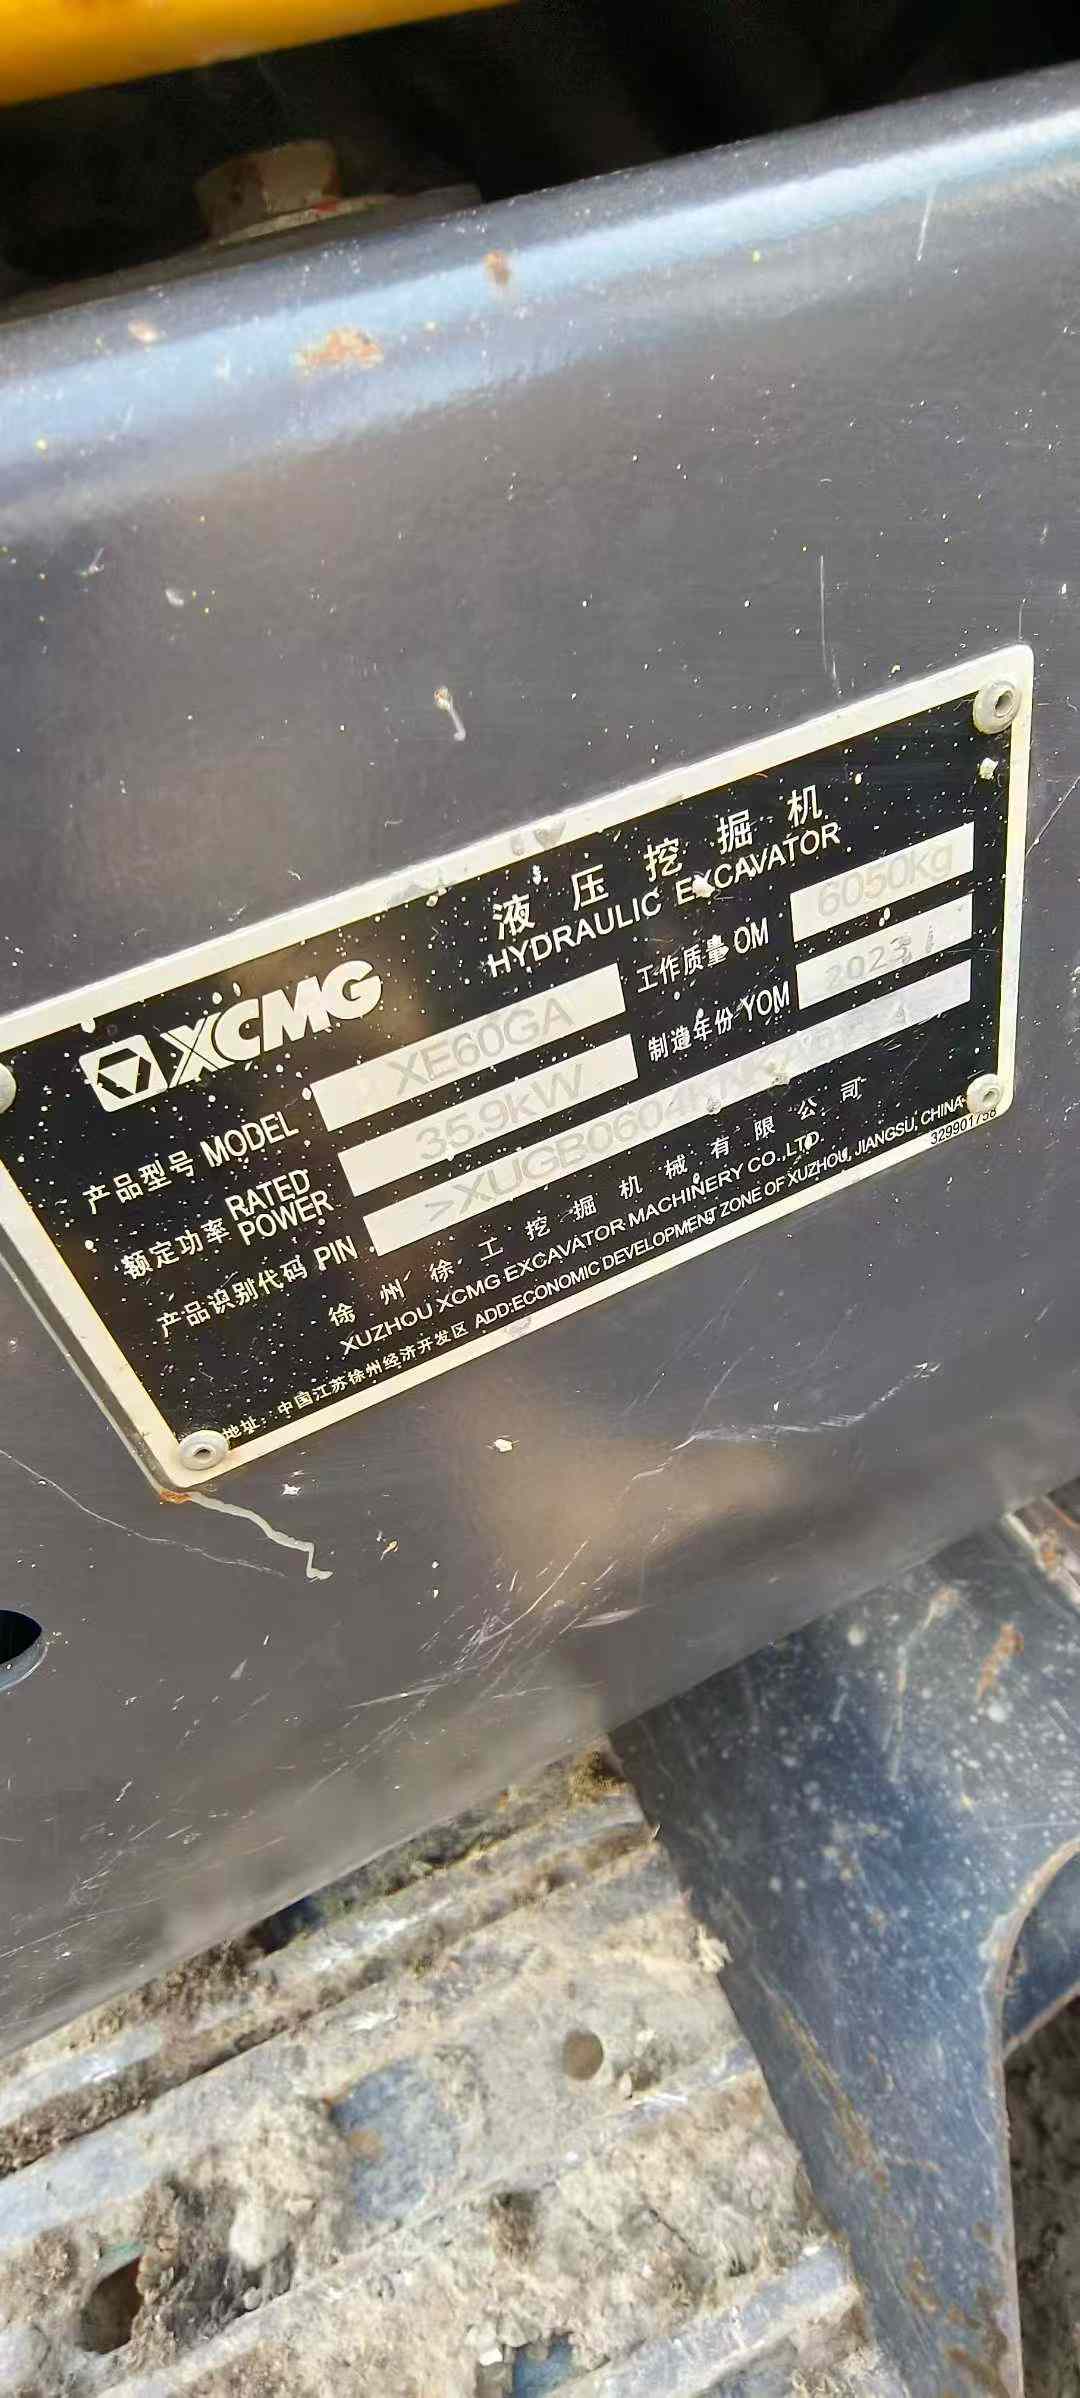 XCMG
液压挖掘机
HYDRAULIC EXCAVATOR
产品型号 MODEL XE60GA 工作质量 OM 6050Kg
额定功率 RATED POWER 35.9kW 制造年份 YOM 2023
产品识别代码 PIN
徐州徐工挖掘机械有限公司
XUZHOU XCMG EXCAVATOR MACHINERY CO.,LTD.
地址：中国江苏徐州经济开发区 ADD:ECONOMIC DEVELOPMENT ZONE OF XUZHOU, JIANGSU, CHINA